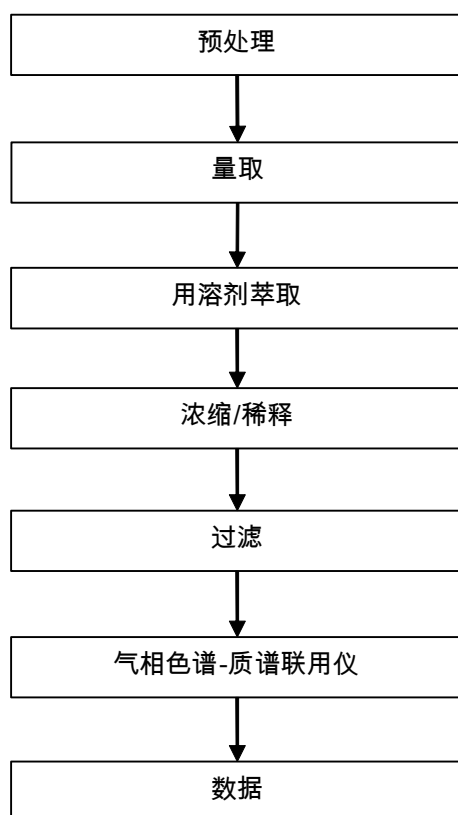 预处理
量取
用溶剂萃取
浓缩/稀释
过滤
气相色谱-质谱联用仪
数据